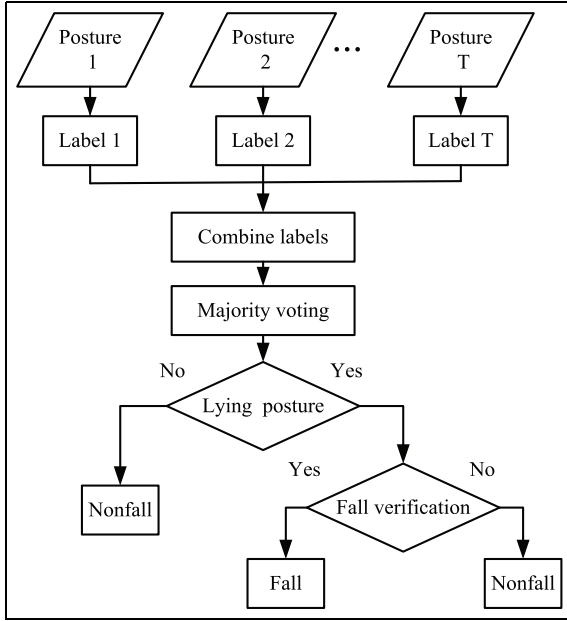 Posture
1
Posture
2
...
Posture
T
Label 1
Label 2
Label T
Combine labels
Majority voting
No
Yes
Lying posture
Yes
No
Nonfall
Fall verification
Fall
Nonfall